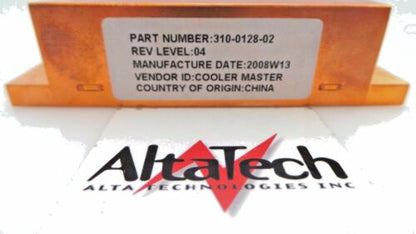 PART NUMBER:310-0128-02
REV LEVEL:04
MANUFACTURE DATE:2008W13
VENDOR ID:COOLER MASTER
COUNTRY OF ORIGIN:CHINA
AltaTech
ALTA TECHNOLOGIES INC